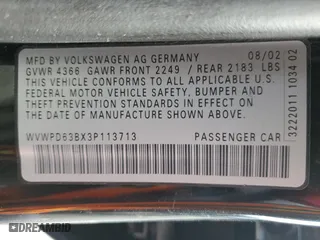 MFD BY VOLKSWAGEN AG GERMANY 08/02
GVWR 4366 GAWR FRONT 2249 / REAR 2183 LBS
THIS VEHICLE CONFORMS TO ALL APPLICABLE U.S.
FEDERAL MOTOR VEHICLE SAFETY, BUMPER, AND
THEFT PREVENTION STANDARDS IN EFFECT ON THE
DATE OF MANUFACTURE SHOWN ABOVE.
WVWPD63BX3P113713 PASSENGER CAR
3222011 1034 02
DREAMBID